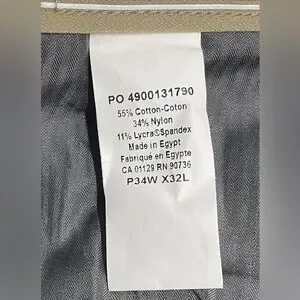 PO 4900131790
55% Cotton-Coton
34% Nylon
11% Lycra®Spandex
Made in Egypt
Fabriqué en Egypte
CA 01129 RN 90736
P34W X32L